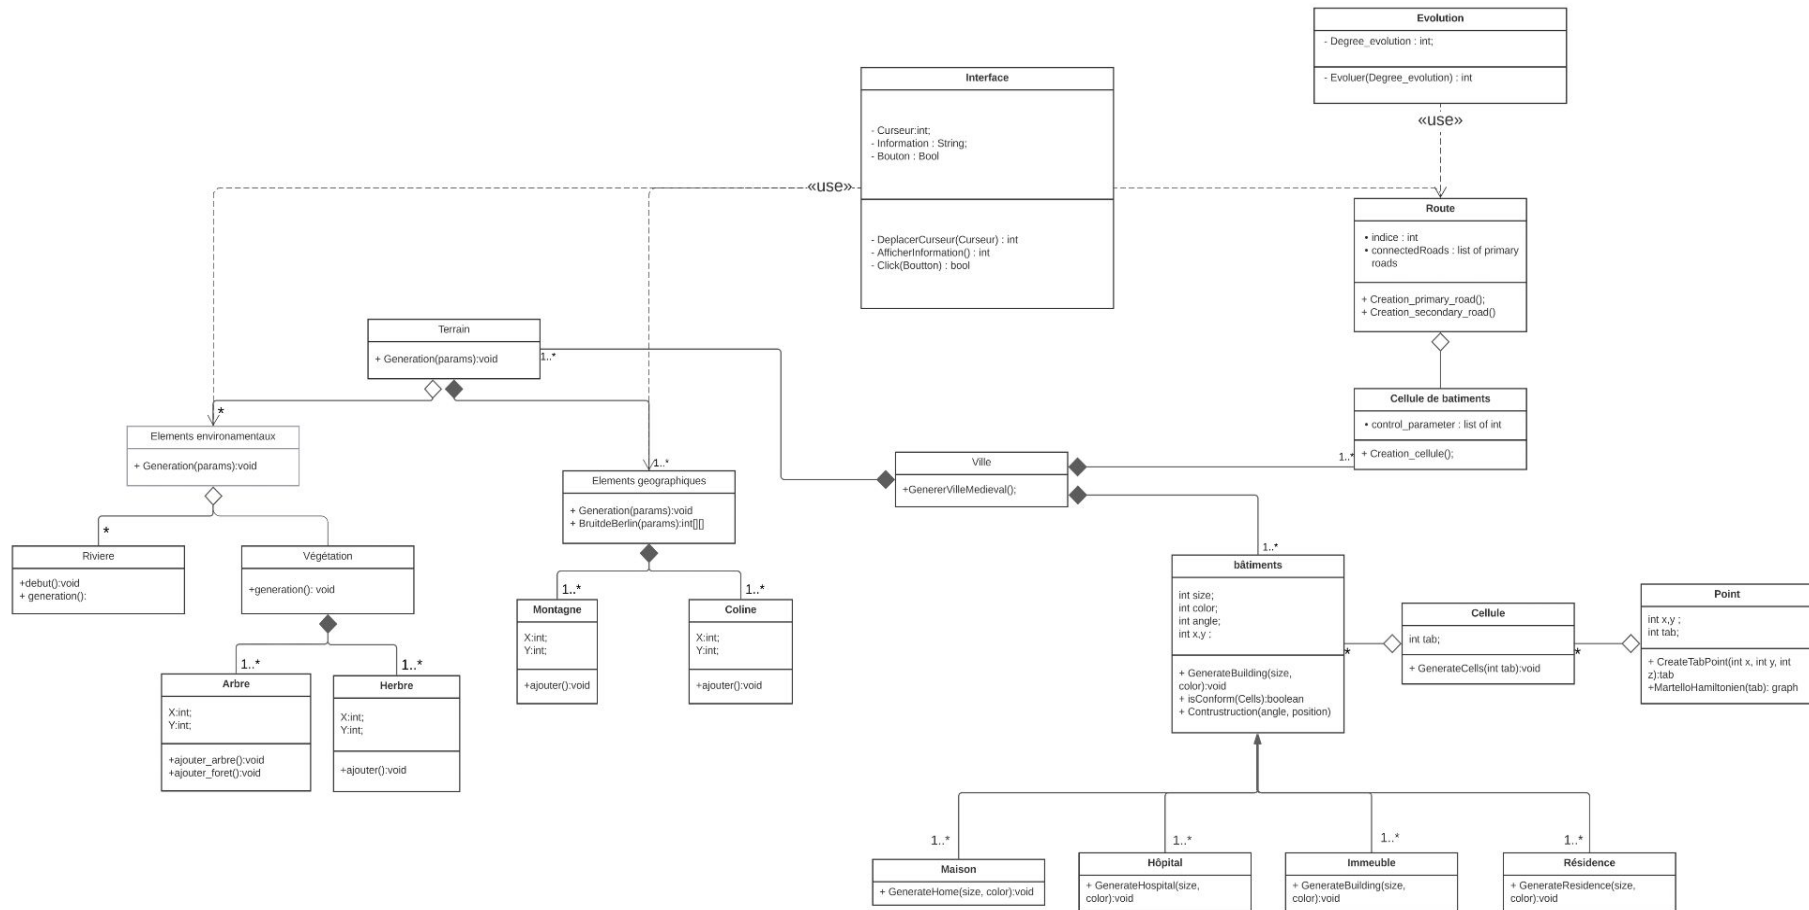 Evolution
- Degree_evolution : int;
- Evoluer(Degree_evolution) : int
«use»
Interface
- Curseur:int;
- Information : String;
- Bouton : Bool
- DeplacerCurseur(Curseur) : int
- AfficherInformation() : int
- Click(Boutton) : bool
«use»
Route
• indice : int
• connectedRoads : list of primary
roads
+ Creation_primary_road();
+ Creation_secondary_road()
Terrain
+ Generation(params):void
1..*
Cellule de batiments
• control_parameter : list of int
+ Creation_cellule();
1..*
*
Elements environamentaux
+ Generation(params):void
1..*
Elements geographiques
+ Generation(params):void
+ BruitdeBerlin(params):int[][]
Ville
+GenererVilleMedieval();
*
Riviere
+debut():void
+ generation():
Végétation
+generation(): void
1..*
Montagne
X:int;
Y:int;
+ajouter():void
1..*
Coline
X:int;
Y:int;
+ajouter():void
1..*
bâtiments
int size;
int color;
int angle;
int x,y ;
+ GenerateBuilding(size,
color):void
+ isConform(Cells):boolean
+ Contrustruction(angle, position)
*
Cellule
int tab;
+ GenerateCells(int tab):void
*
Point
int x,y ;
int tab;
+ CreateTabPoint(int x, int y, int
z):tab
+MartelloHamiltonien(tab): graph
1..*
Arbre
X:int;
Y:int;
+ajouter_arbre():void
+ajouter_foret():void
1..*
Herbre
X:int;
Y:int;
+ajouter():void
1..*
Maison
+ GenerateHome(size, color):void
1..*
Hôpital
+ GenerateHospital(size,
color):void
1..*
Immeuble
+ GenerateBuilding(size,
color):void
1..*
Résidence
+ GenerateResidence(size,
color):void